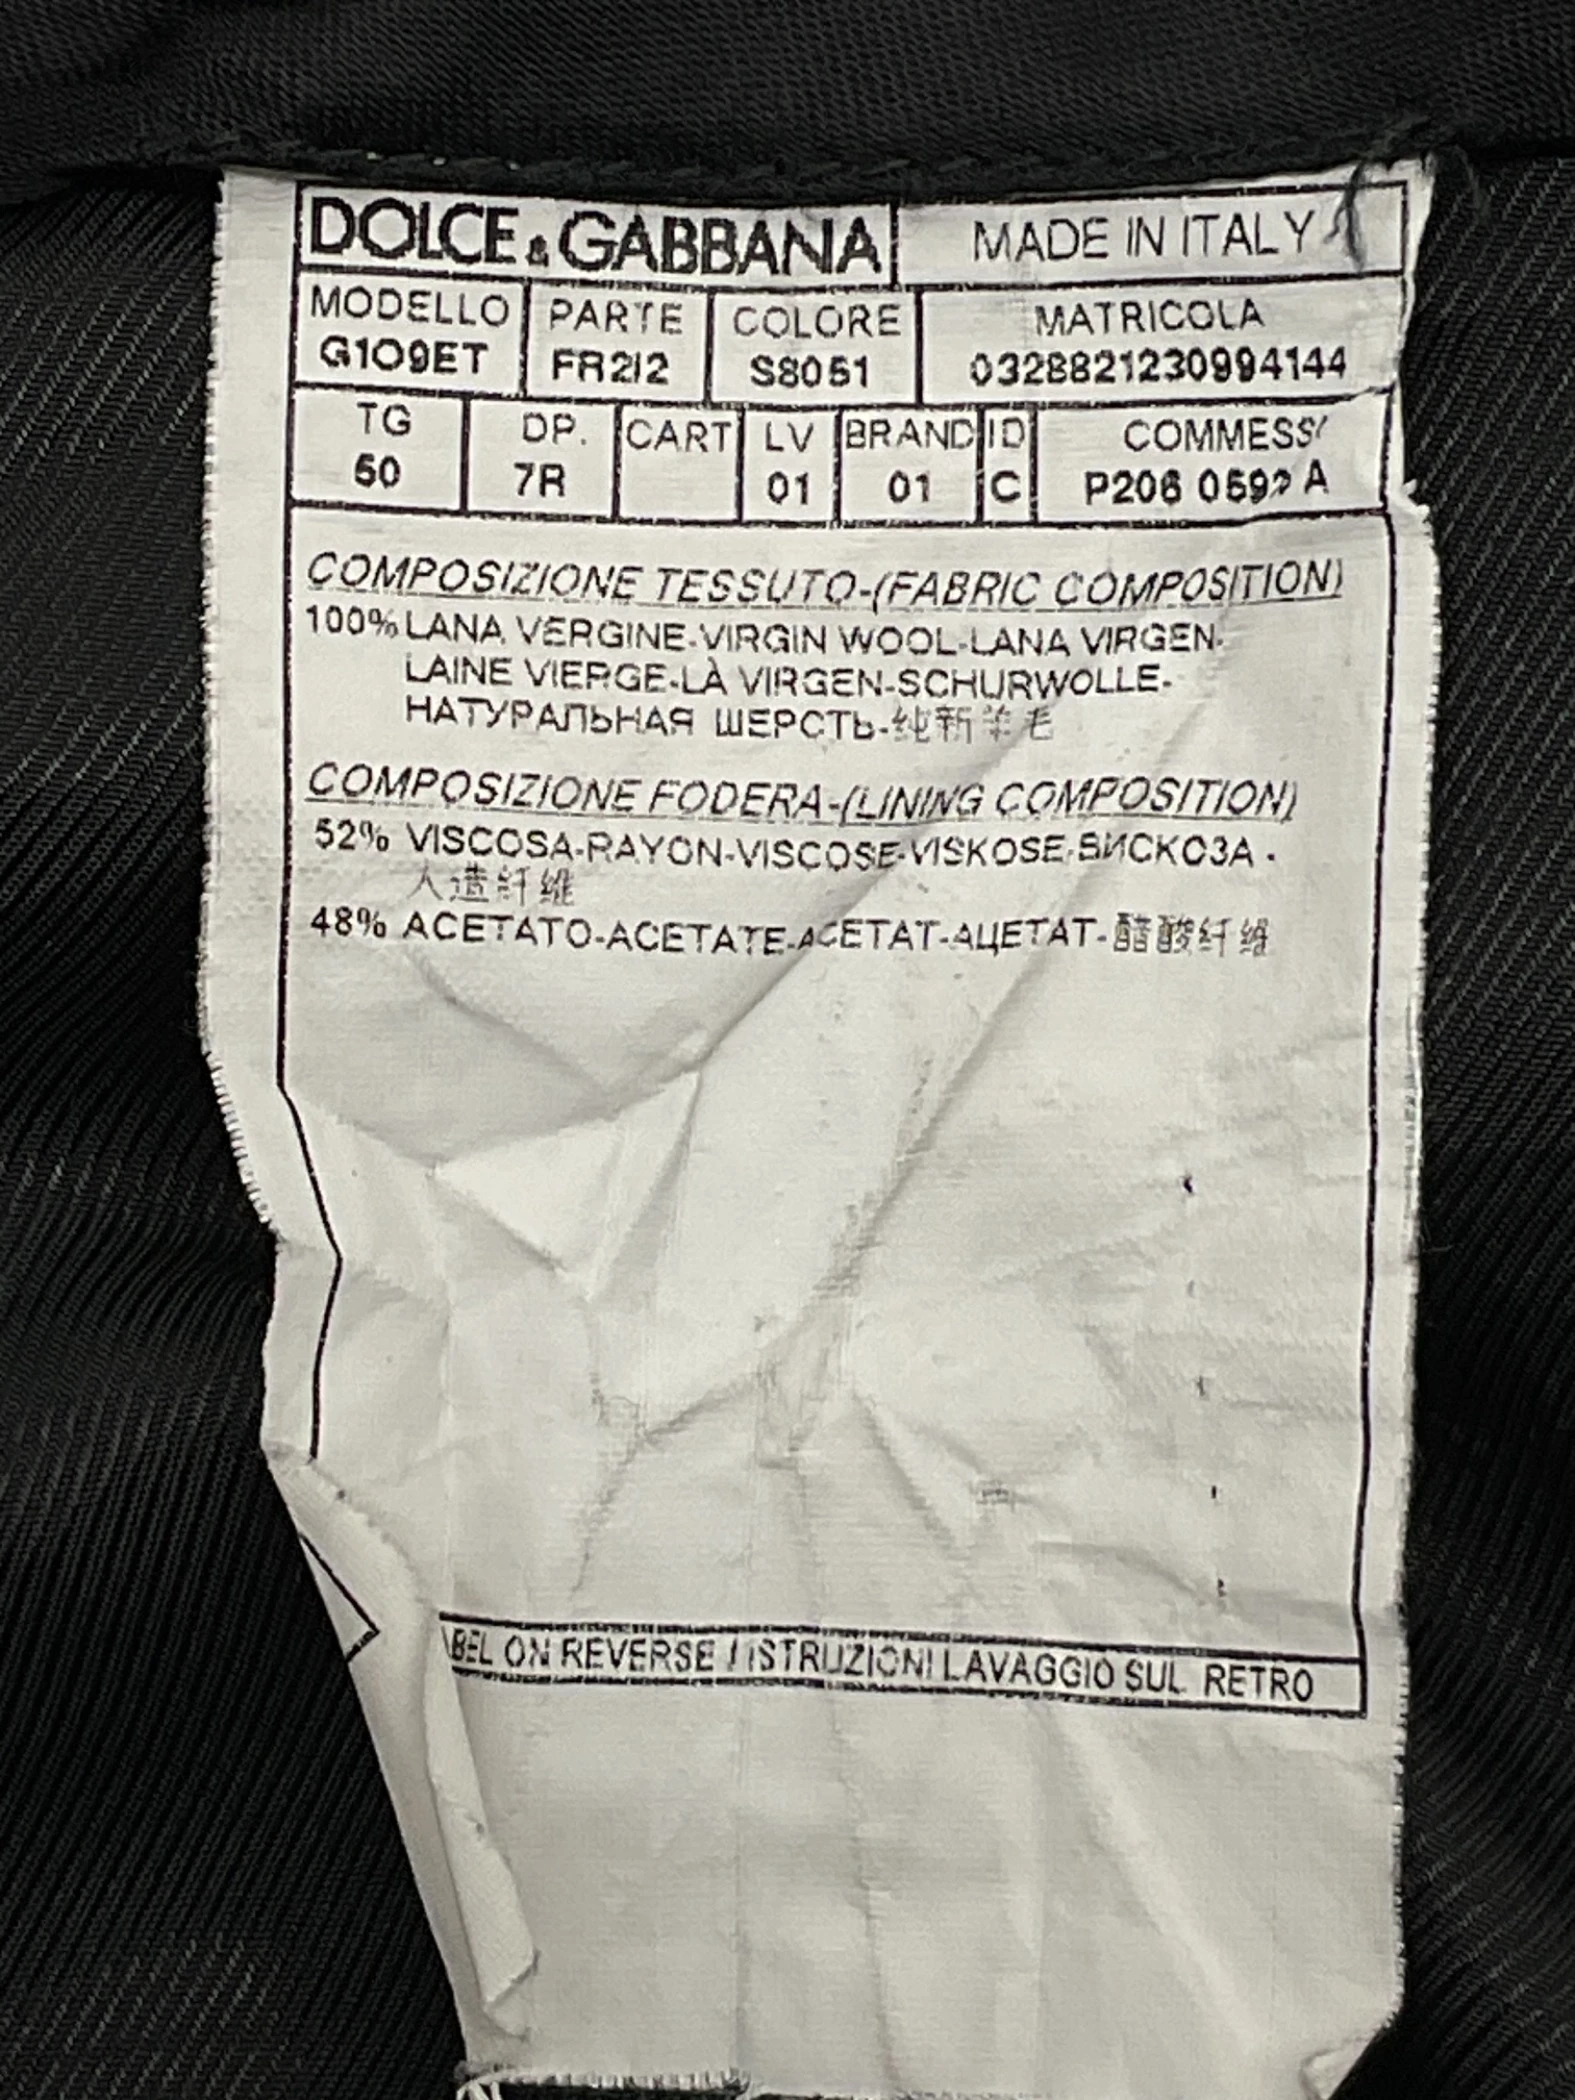 DOLCE & GABBANA MADE IN ITALY
MODELLO PARTE COLORE MATRICOLA
G109ET FR2I2 S8051 0328821230994144
TG DP. CART LV BRAND ID COMMESS
50 7R 01 01 C P206 0592 A
COMPOSIZIONE TESSUTO-(FABRIC COMPOSITION)
100% LANA VERGINE-VIRGIN WOOL-LANA VIRGEN-
LAINE VIERGE-LÀ VIRGEN-SCHURWOLLE-
НАТУРАЛЬНАЯ ШЕРСТЬ-纯新羊毛
COMPOSIZIONE FODERA-(LINING COMPOSITION)
52% VISCOSA-RAYON-VISCOSE-VISKOSE-ВИСКОЗА-
人造纤维
48% ACETATO-ACETATE-ACETAT-АЦЕТАТ-醋酸纤维
BEL ON REVERSE / ISTRUZIONI LAVAGGIO SUL RETRO